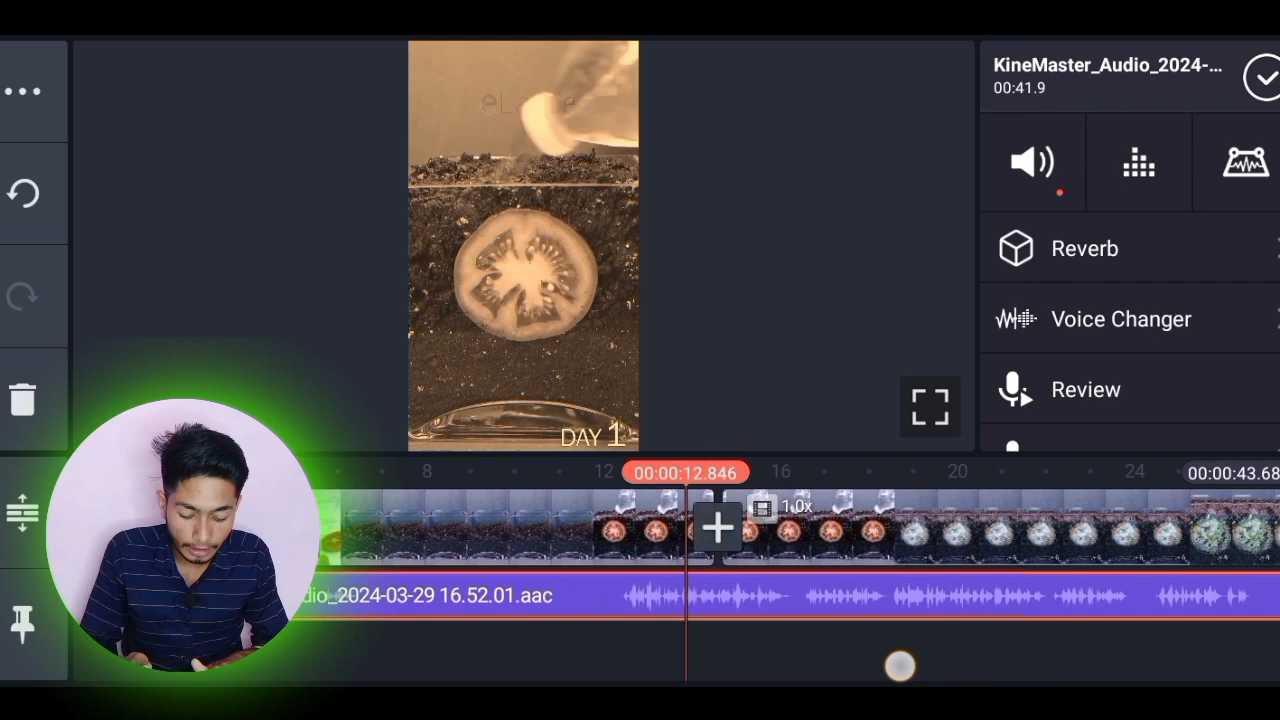 KineMaster_Audio_2024-...
00:41.9
Reverb
Voice Changer
Review
DAY 1
8
12
00:00:12.846
16
20
24
00:00:43.68
1.0x
dio_2024-03-29 16.52.01.aac